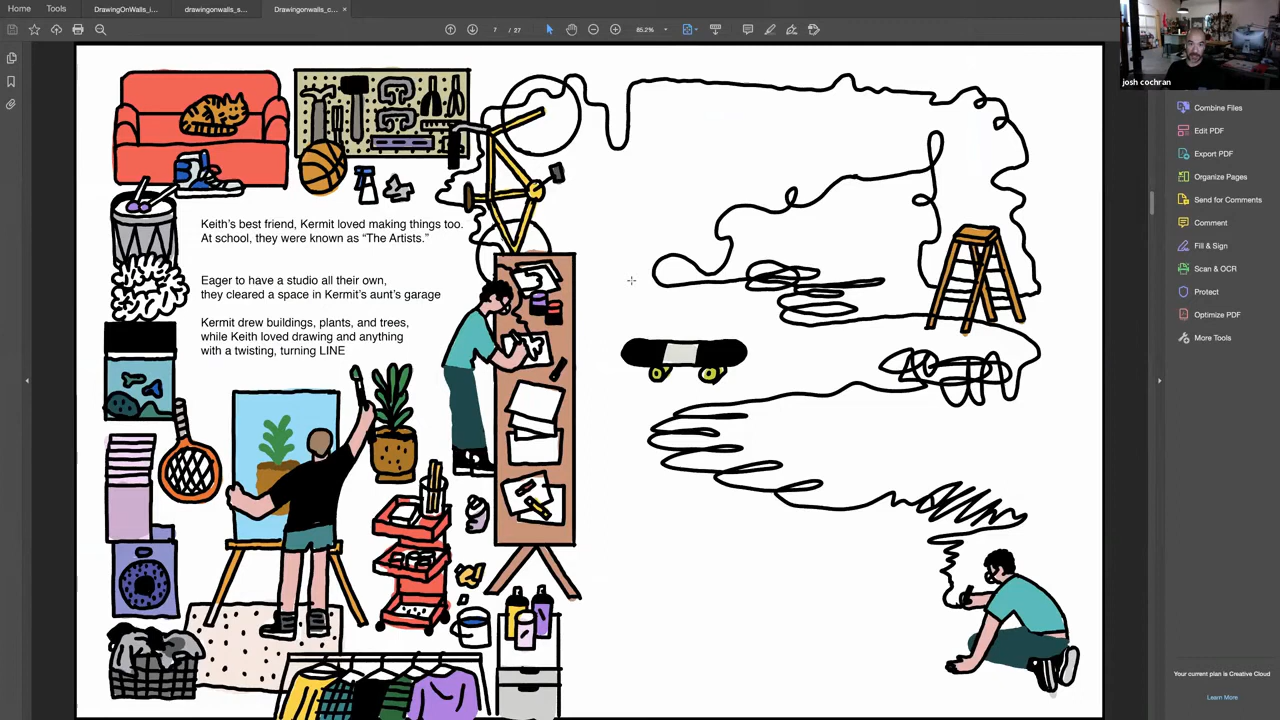 Home
Tools
DrawingOnWalls_i...
drawingonwalls_s...
Drawingonwalls_c... ×
7 / 27
85.2%
josh cochran
Combine Files
Edit PDF
Export PDF
Organize Pages
Send for Comments
Comment
Fill & Sign
Scan & OCR
Protect
Optimize PDF
More Tools
Keith's best friend, Kermit loved making things too.
At school, they were known as “The Artists.”
Eager to have a studio all their own,
they cleared a space in Kermit's aunt's garage
Kermit drew buildings, plants, and trees,
while Keith loved drawing and anything
with a twisting, turning LINE
Your current plan is Creative Cloud
Learn More